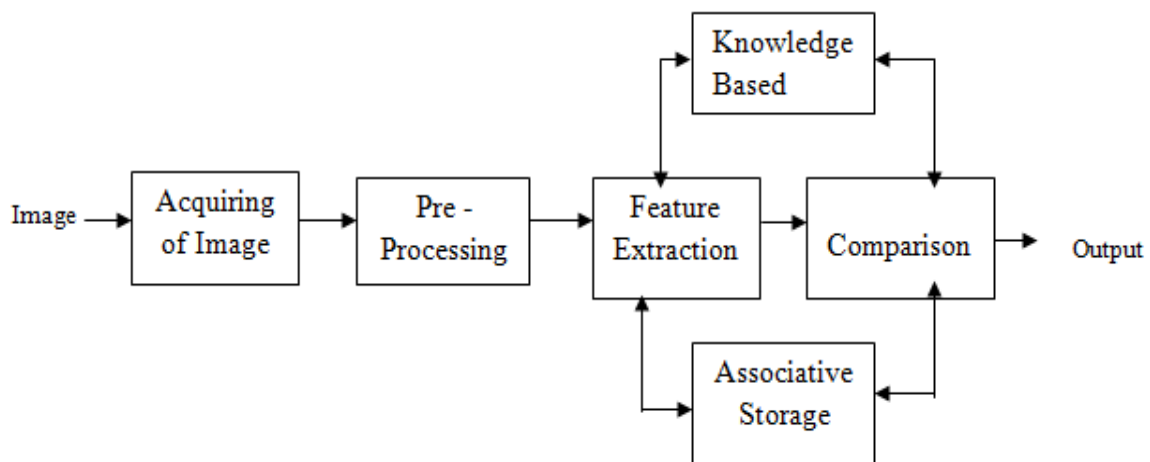 Knowledge
Based
Image
Acquiring
of Image
Pre -
Processing
Feature
Extraction
Comparison
Output
Associative
Storage